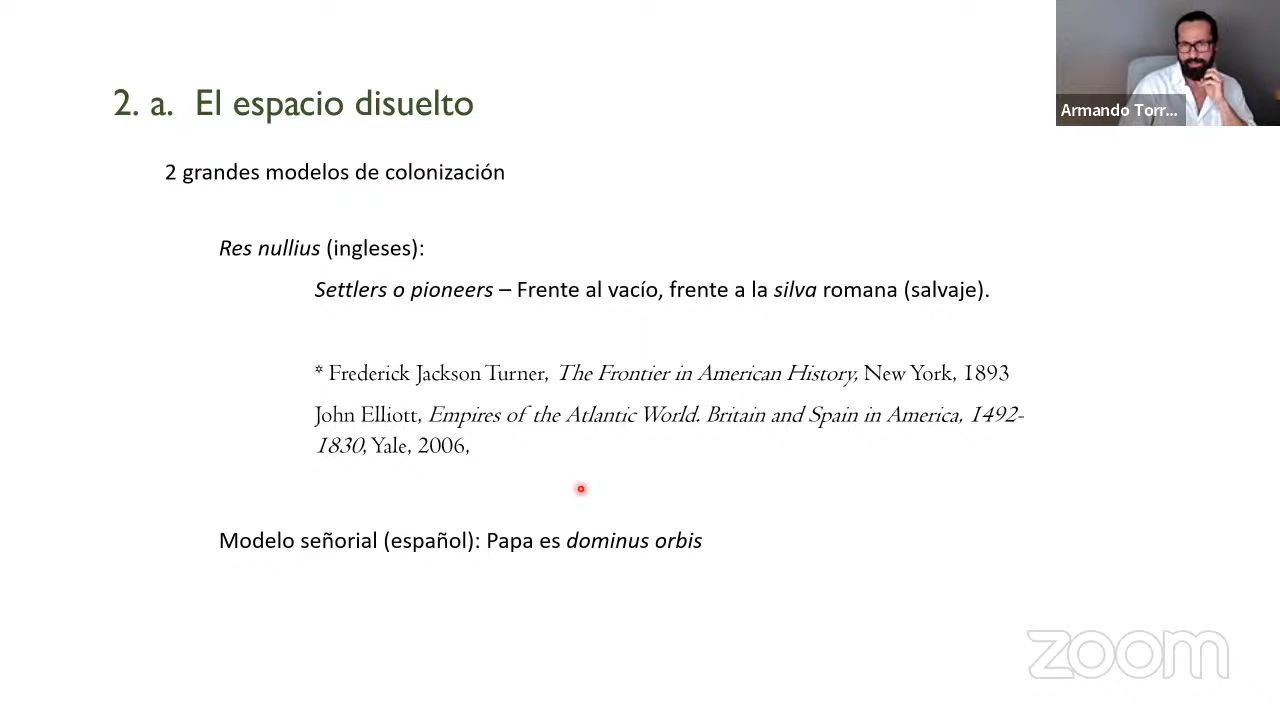 2. a. El espacio disuelto
Armando Torr...
2 grandes modelos de colonización
Res nullius (ingleses):
Settlers o pioneers – Frente al vacío, frente a la silva romana (salvaje).
* Frederick Jackson Turner, The Frontier in American History, New York, 1893
John Elliott, Empires of the Atlantic World. Britain and Spain in America, 1492-
1830, Yale, 2006,
Modelo señorial (español): Papa es dominus orbis
zoom